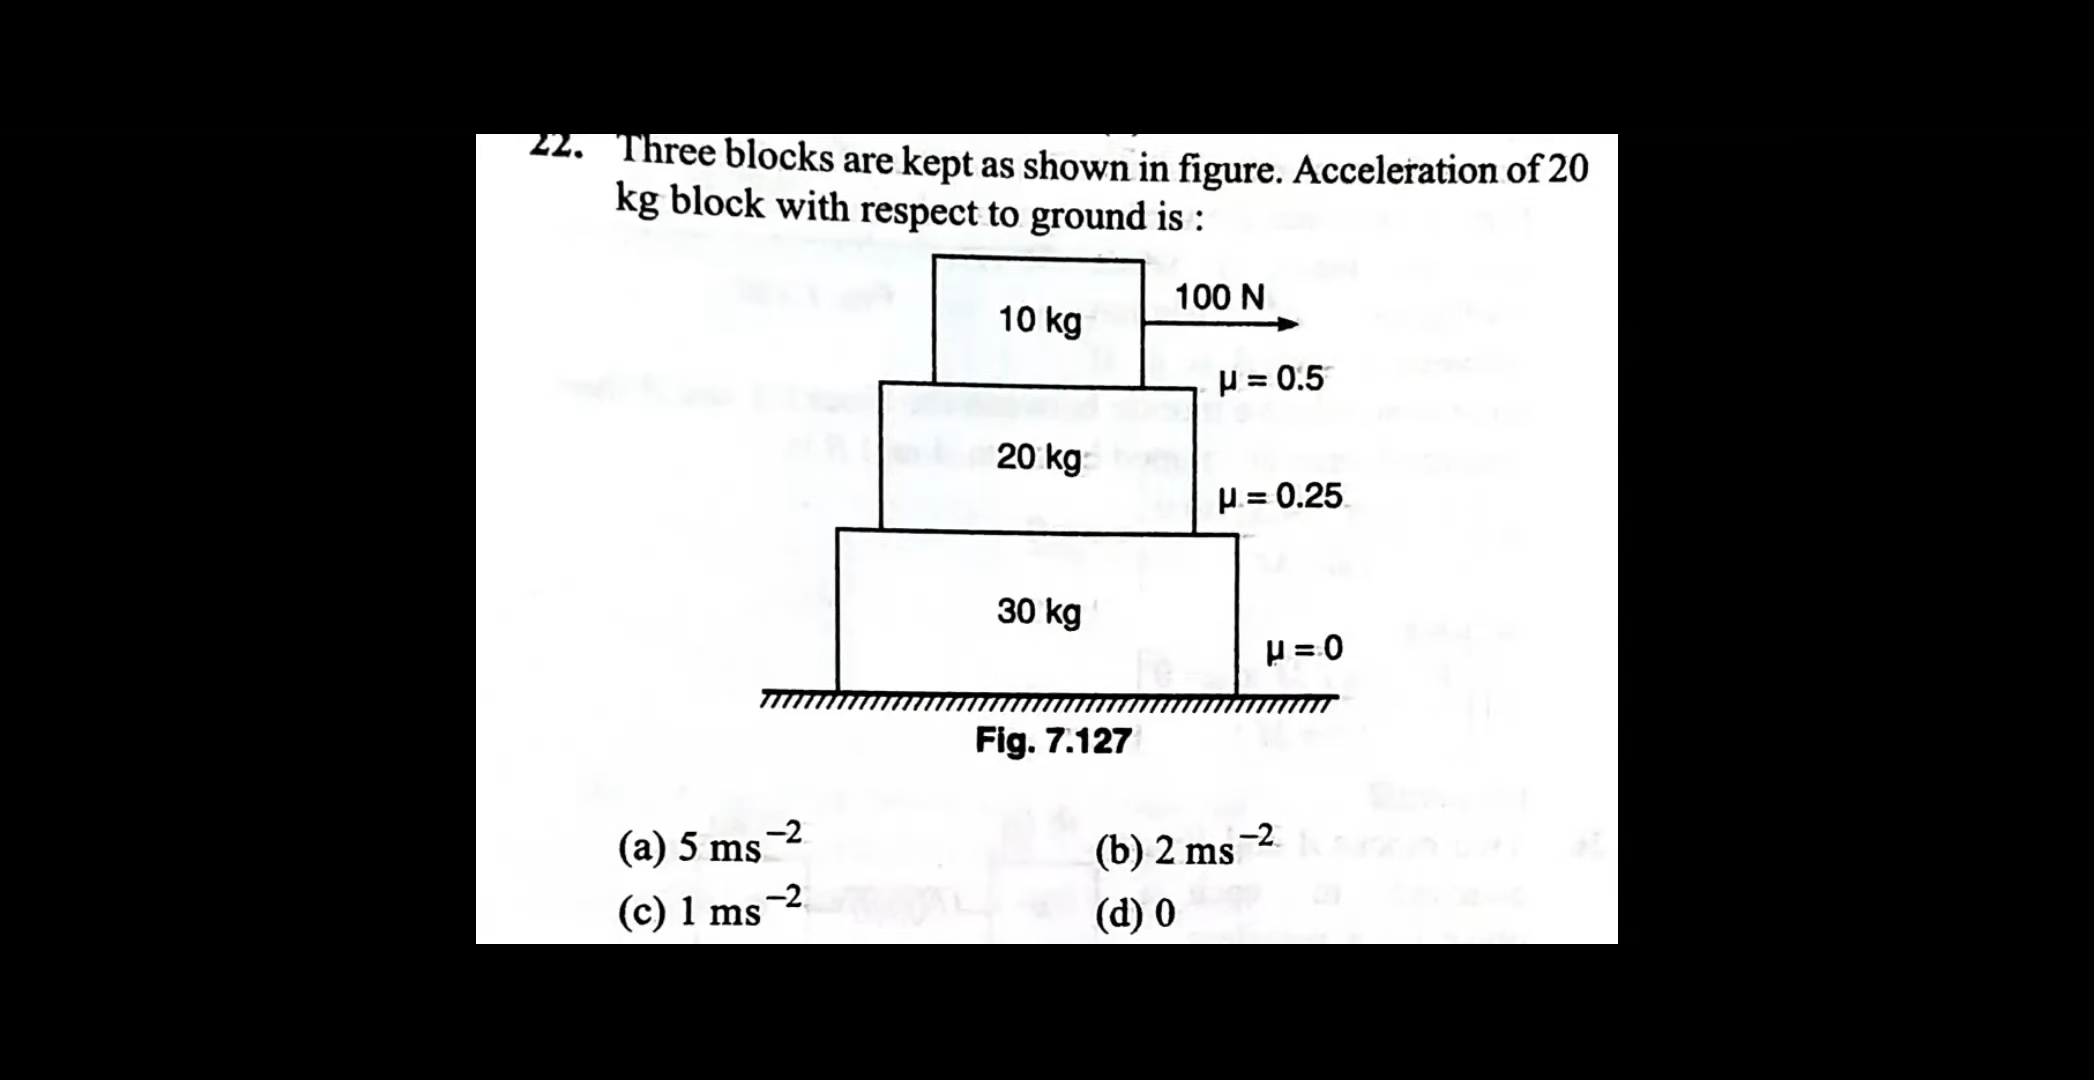 22. Three blocks are kept as shown in figure. Acceleration of 20
kg block with respect to ground is :
10 kg
100 N
μ = 0.5
20 kg
μ = 0.25
30 kg
μ = 0
Fig. 7.127
(a) 5 ms⁻² (b) 2 ms⁻²
(c) 1 ms⁻² (d) 0